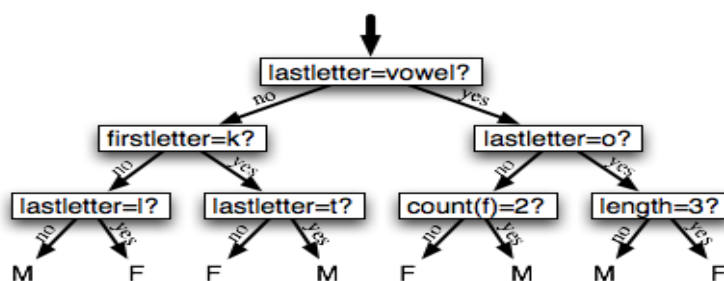 lastletter=vowel?
no yes
firstletter=k? lastletter=o?
no yes no yes
lastletter=l? lastletter=t? count(f)=2? length=3?
no yes no yes no yes no yes
M F F M F M M F